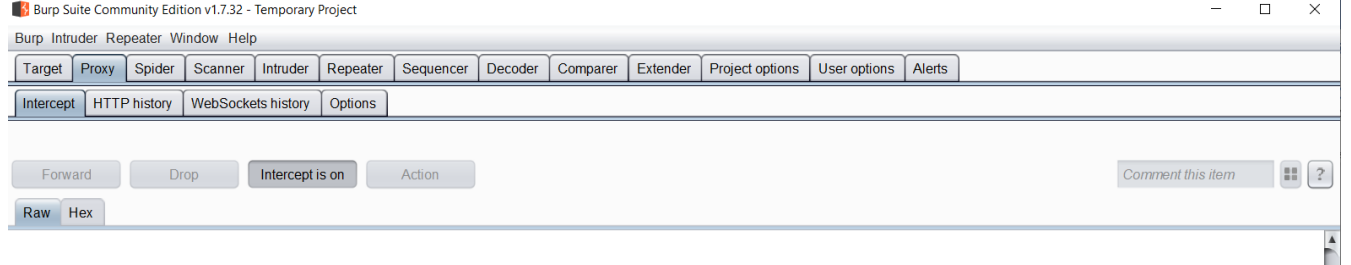 Burp Suite Community Edition v1.7.32 - Temporary Project
Burp Intruder Repeater Window Help
Target Proxy Spider Scanner Intruder Repeater Sequencer Decoder Comparer Extender Project options User options Alerts
Intercept HTTP history WebSockets history Options
Forward Drop Intercept is on Action Comment this item ?
Raw Hex